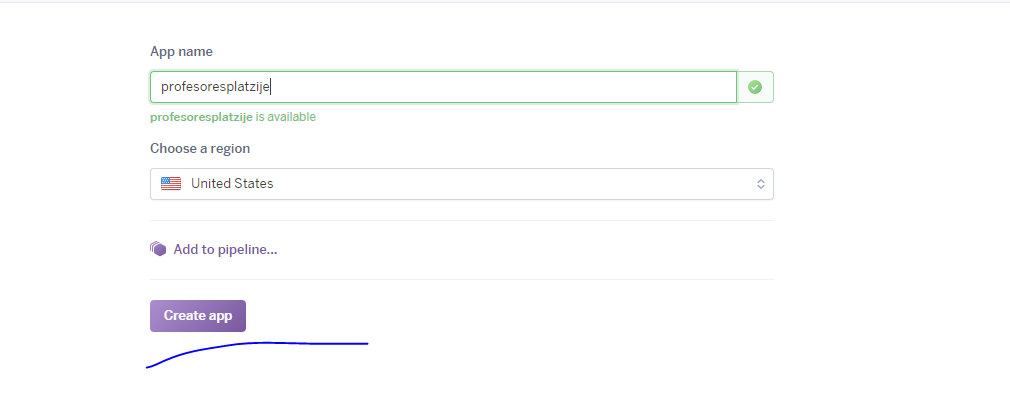 App name
profesoresplatzije
profesoresplatzije is available
Choose a region
United States
Add to pipeline...
Create app